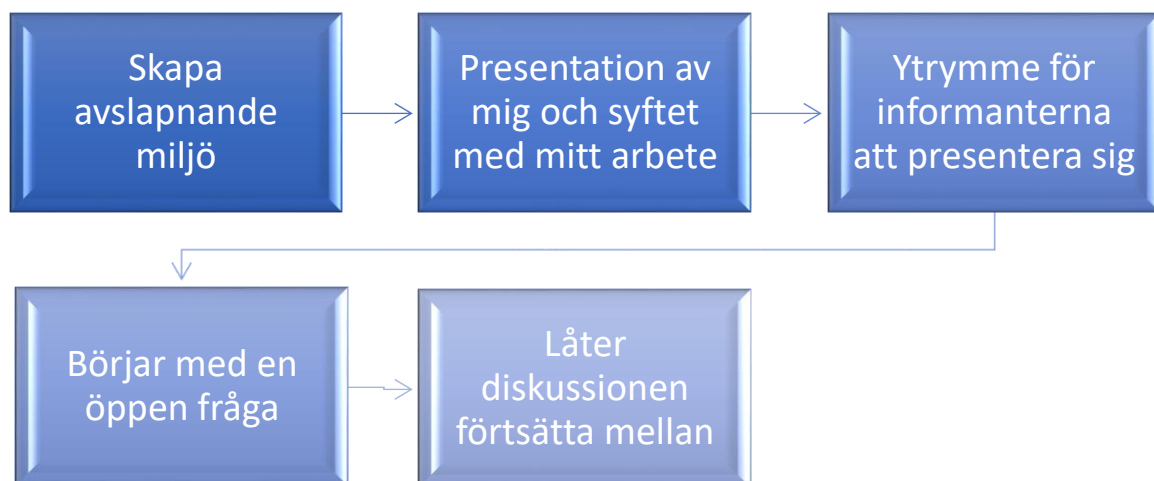 Skapa
avslapnande
miljö
Presentation av
mig och syftet
med mitt arbete
Ytrymme för
informanterna
att presentera sig
Börjar med en
öppen fråga
Låter
diskussionen
förtsätta mellan